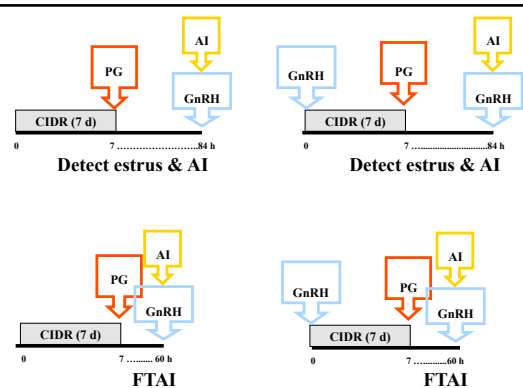 AI
PG
GnRH
CIDR (7 d)
0 7 ……………………..84 h
Detect estrus & AI
AI
GnRH
PG
GnRH
CIDR (7 d)
0 7 …............................84 h
Detect estrus & AI
AI
PG
GnRH
CIDR (7 d)
0 7 …....... 60 h
FTAI
AI
GnRH
PG
GnRH
CIDR (7 d)
0 7 ….........60 h
FTAI